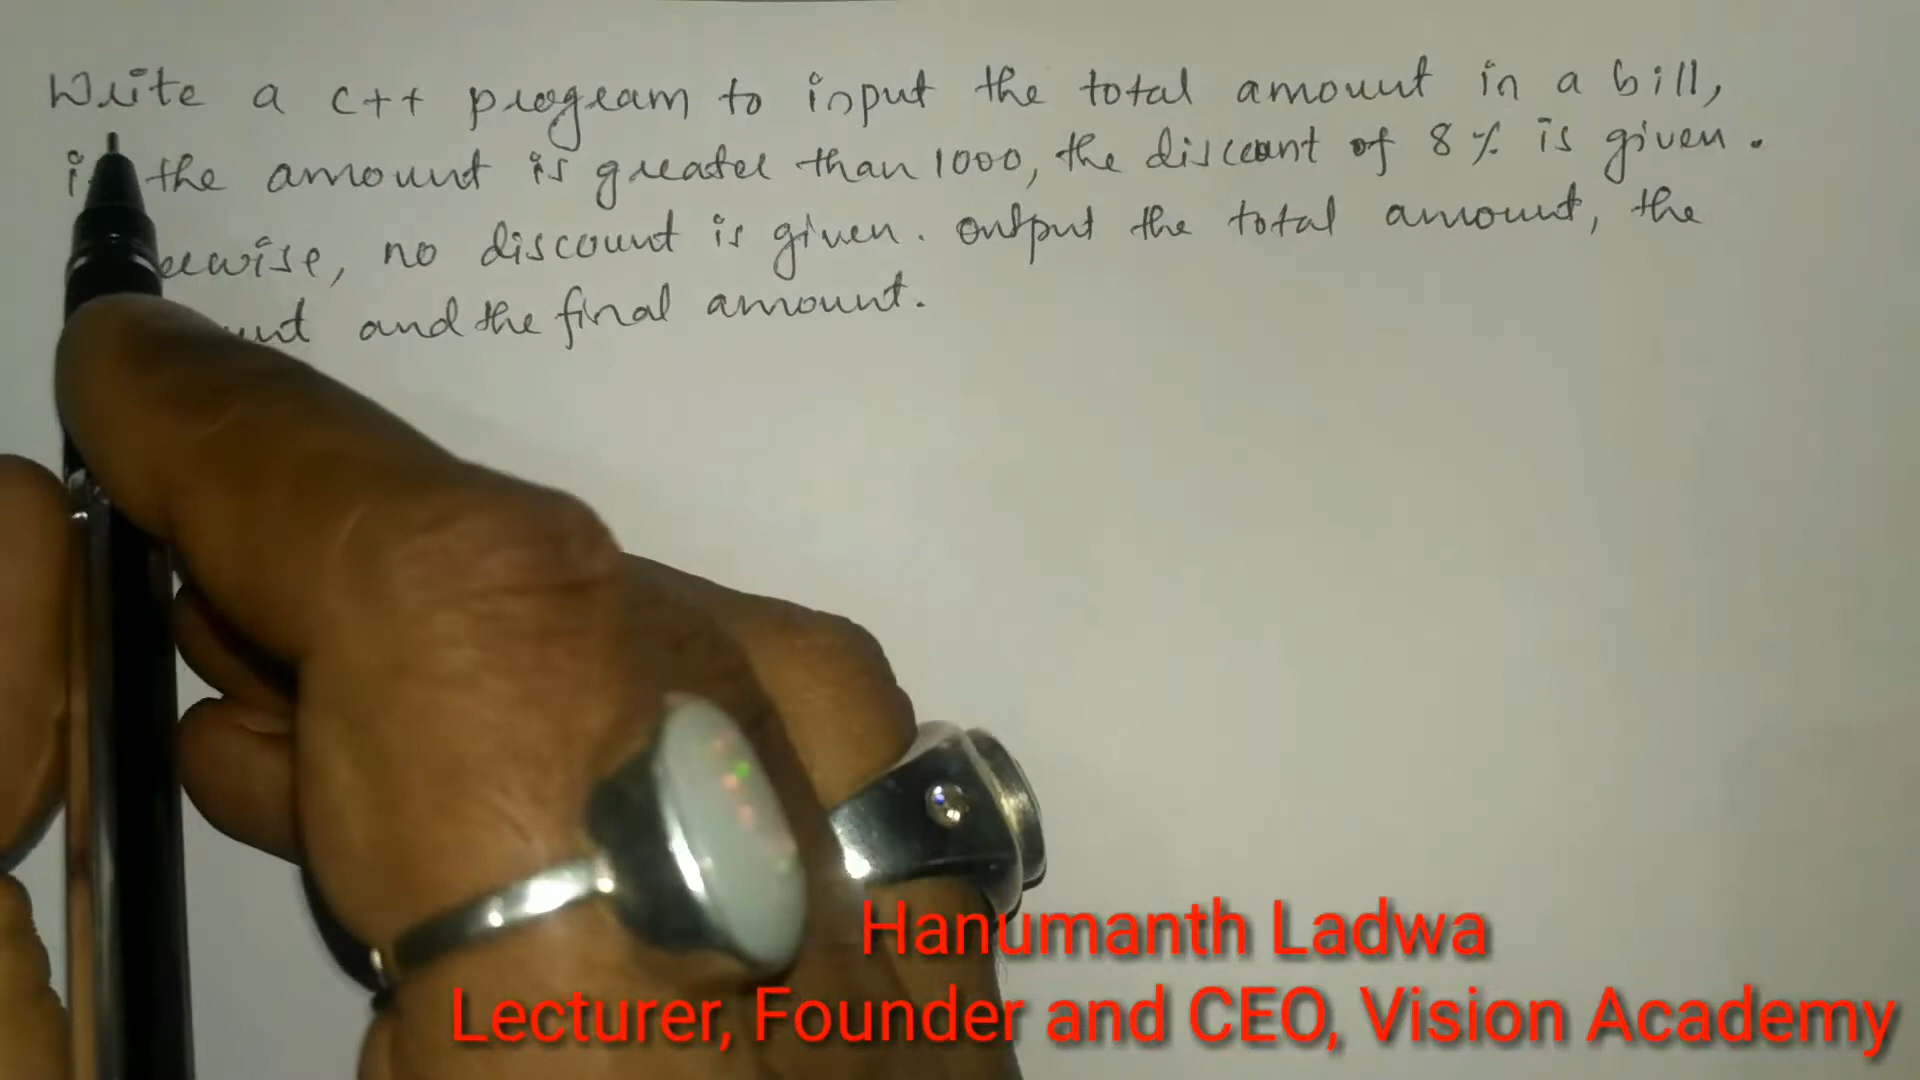 Write a c++ program to input the total amount in a bill,
the amount is greater than 1000, the discount of 8% is given.
no discount is given. output the total amount, the
and the final amount.
Hanumanth Ladwa
Lecturer, Founder and CEO, Vision Academy